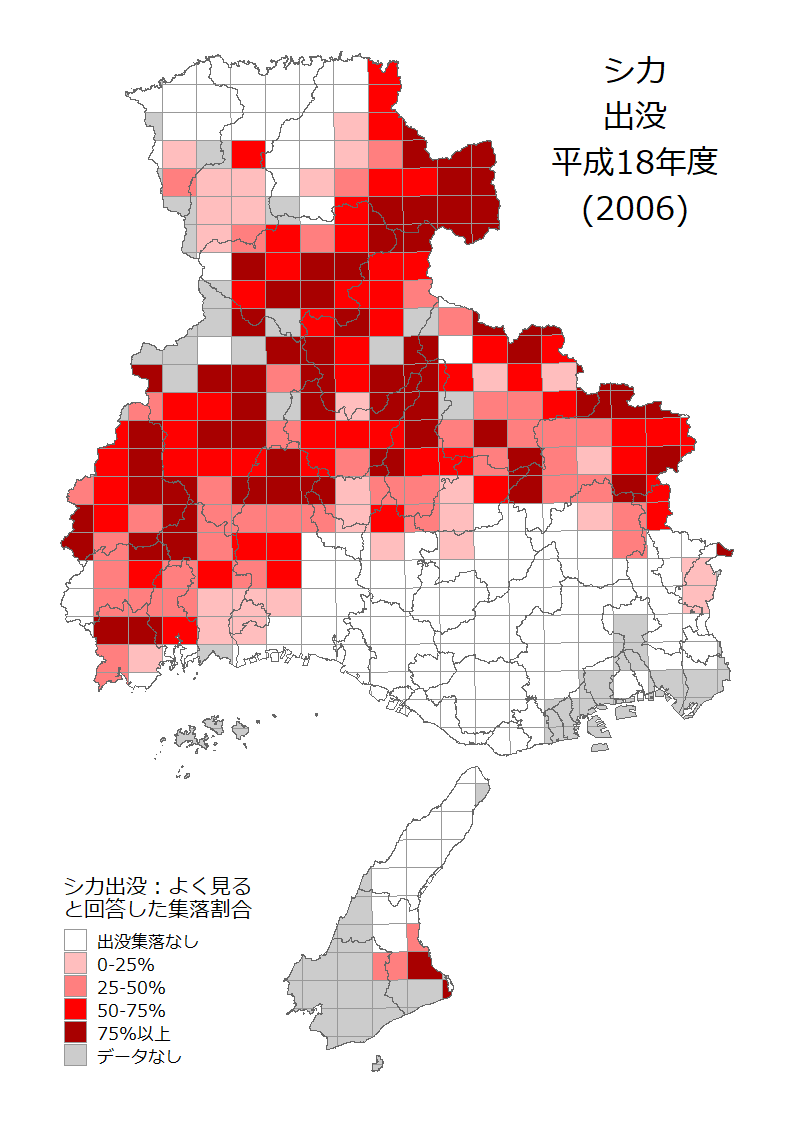 シカ
出没
平成18年度
(2006)
シカ出没：よく見る
と回答した集落割合
出没集落なし
0-25%
25-50%
50-75%
75%以上
データなし